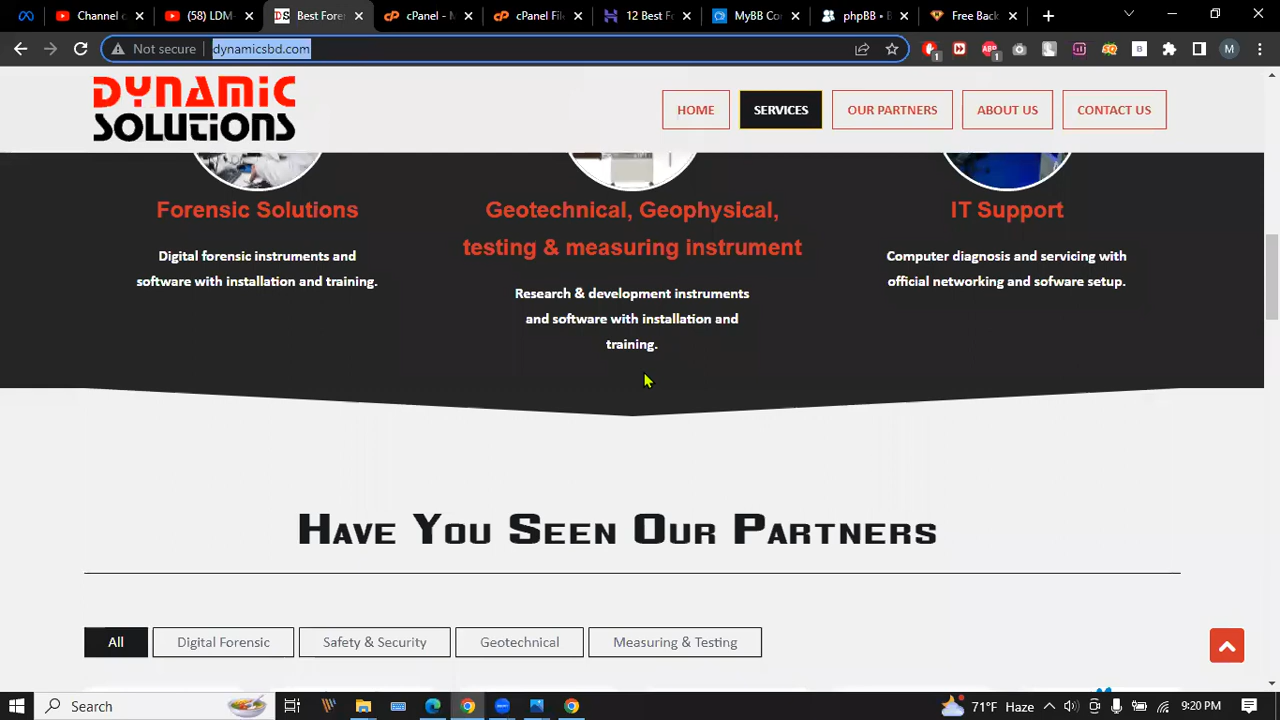 Channel c
(58) LDM-
Best Fore
cPanel - M
cPanel File
12 Best Fo
MyBB Co
phpBB •
Free Back
Not secure
dynamicsbd.com
1
1
M
DYNAMIC
SOLUTIONS
HOME
SERVICES
OUR PARTNERS
ABOUT US
CONTACT US
Forensic Solutions
Digital forensic instruments and
software with installation and training.
Geotechnical, Geophysical,
testing & measuring instrument
Research & development instruments
and software with installation and
training.
IT Support
Computer diagnosis and servicing with
official networking and sofware setup.
Have You Seen Our Partners
All
Digital Forensic
Safety & Security
Geotechnical
Measuring & Testing
Search
71°F Haze
9:20 PM